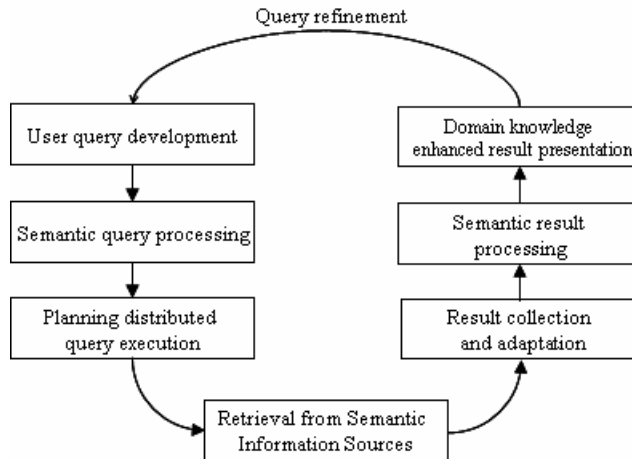 Query refinement
User query development
Domain knowledge
enhanced result presentation
Semantic query processing
Semantic result
processing
Planning distributed
query execution
Result collection
and adaptation
Retrieval from Semantic
Information Sources